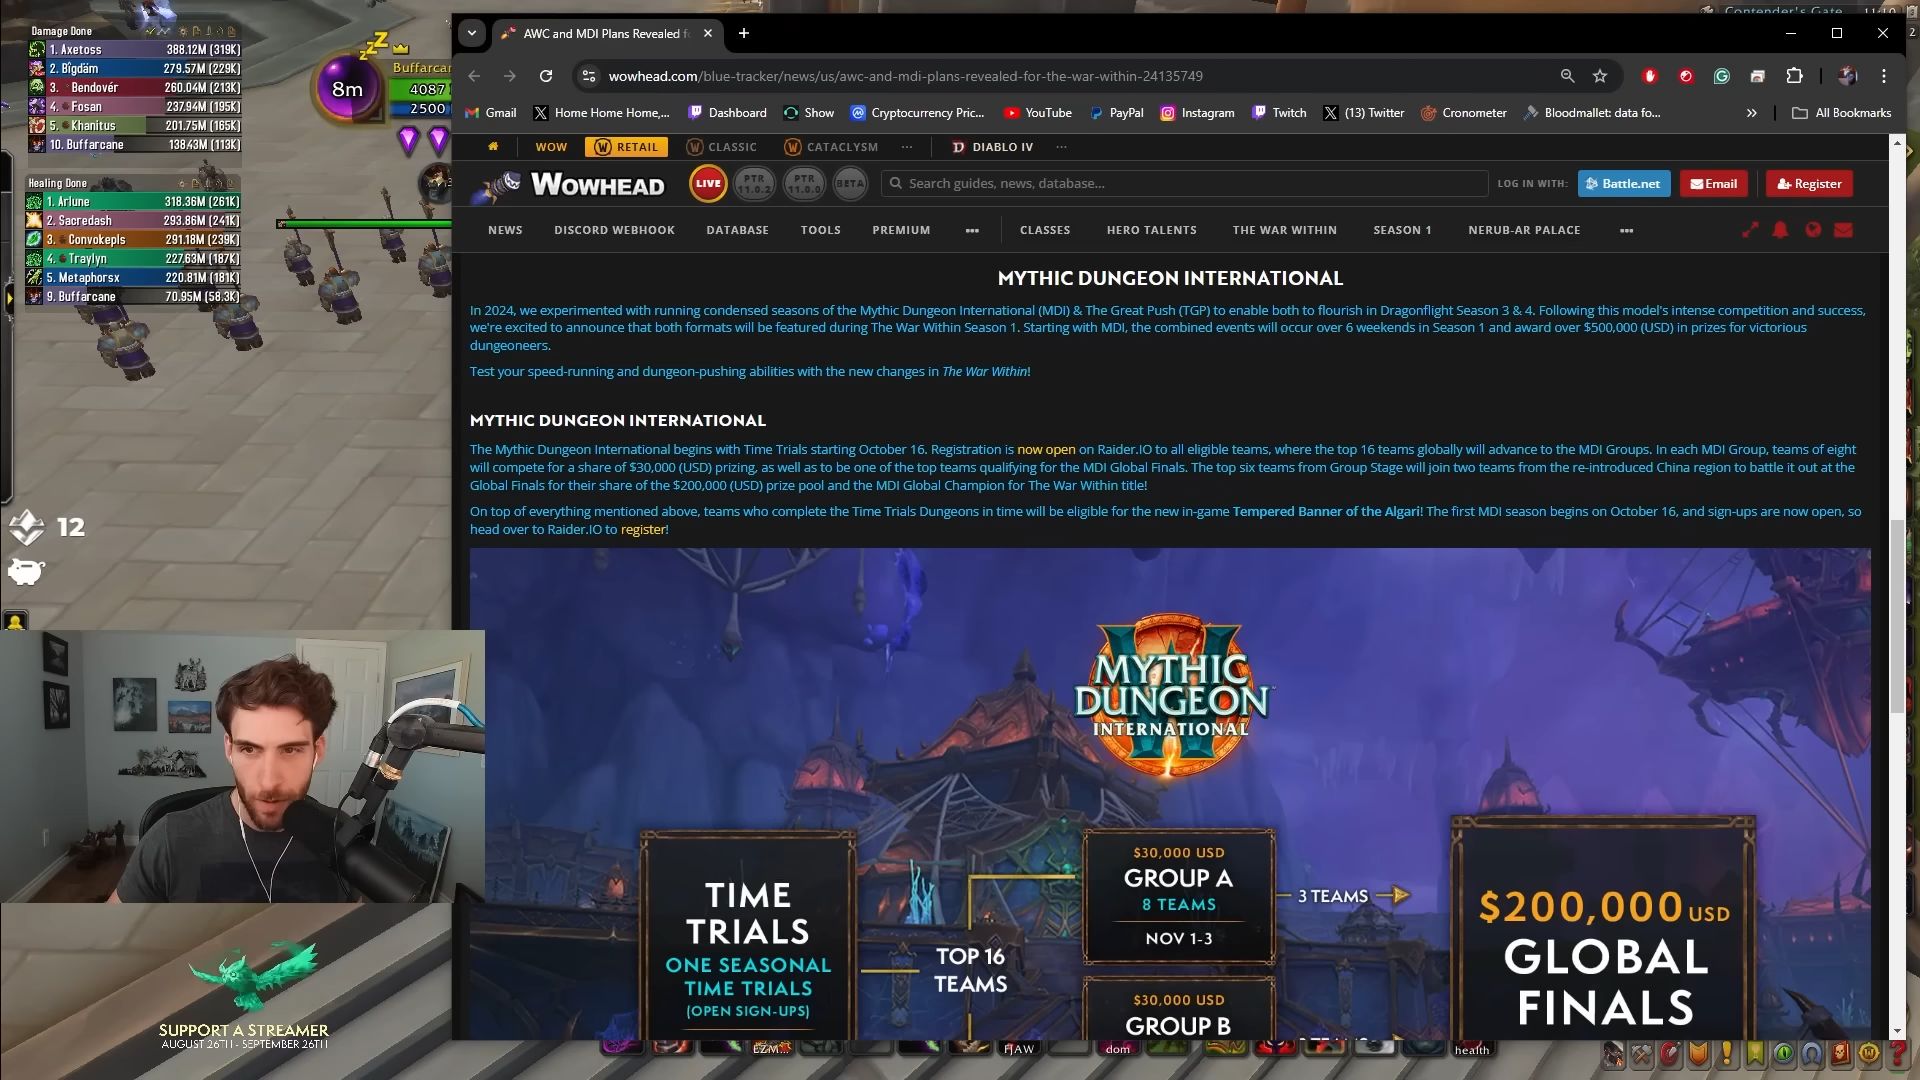 Damage Done
1. Axetoss 388.12M (319K)
2. Bîgdäm 279.57M (229K)
3. Bendovér 260.04M (213K)
4. Fosan 237.94M (195K)
5. Khanitus 201.75M (165K)
10. Buffarcane 138.43M (113K)
Healing Done
1. Arlune 318.36M (261K)
2. Sacredash 293.86M (241K)
3. Convokepls 291.18M (239K)
4. Traylyn 227.63M (187K)
5. Metaphorsx 220.81M (181K)
9. Buffarcane 70.95M (58.3K)
8m
4087
2500
12
SUPPORT A STREAMER
AUGUST 26TH - SEPTEMBER 26TH
Contender's Gate
AWC and MDI Plans Revealed f
wowhead.com/blue-tracker/news/us/awc-and-mdi-plans-revealed-for-the-war-within-24135749
Gmail Home Home Home,... Dashboard Show Cryptocurrency Pric... YouTube PayPal Instagram Twitch (13) Twitter Cronometer Bloodmallet: data fo... » All Bookmarks
WOW RETAIL CLASSIC CATACLYSM ... DIABLO IV ...
WOWHEAD LIVE PTR 11.0.2 PTR 11.0.0 BETA Search guides, news, database... LOG IN WITH: Battle.net Email Register
NEWS DISCORD WEBHOOK DATABASE TOOLS PREMIUM ... CLASSES HERO TALENTS THE WAR WITHIN SEASON 1 NERUB-AR PALACE ...
MYTHIC DUNGEON INTERNATIONAL
In 2024, we experimented with running condensed seasons of the Mythic Dungeon International (MDI) & The Great Push (TGP) to enable both to flourish in Dragonflight Season 3 & 4. Following this model's intense competition and success,
we're excited to announce that both formats will be featured during The War Within Season 1. Starting with MDI, the combined events will occur over 6 weekends in Season 1 and award over $500,000 (USD) in prizes for victorious
dungeoneers.
Test your speed-running and dungeon-pushing abilities with the new changes in The War Within!
MYTHIC DUNGEON INTERNATIONAL
The Mythic Dungeon International begins with Time Trials starting October 16. Registration is now open on Raider.IO to all eligible teams, where the top 16 teams globally will advance to the MDI Groups. In each MDI Group, teams of eight
will compete for a share of $30,000 (USD) prizing, as well as to be one of the top teams qualifying for the MDI Global Finals. The top six teams from Group Stage will join two teams from the re-introduced China region to battle it out at the
Global Finals for their share of the $200,000 (USD) prize pool and the MDI Global Champion for The War Within title!
On top of everything mentioned above, teams who complete the Time Trials Dungeons in time will be eligible for the new in-game Tempered Banner of the Algari! The first MDI season begins on October 16, and sign-ups are now open, so
head over to Raider.IO to register!
MYTHIC
DUNGEON
INTERNATIONAL
TIME
TRIALS
ONE SEASONAL
TIME TRIALS
(OPEN SIGN-UPS)
TOP 16
TEAMS
$30,000 USD
GROUP A
8 TEAMS
NOV 1-3
3 TEAMS
$30,000 USD
GROUP B
$200,000 USD
GLOBAL
FINALS
EZM...
FJAW
dom
health